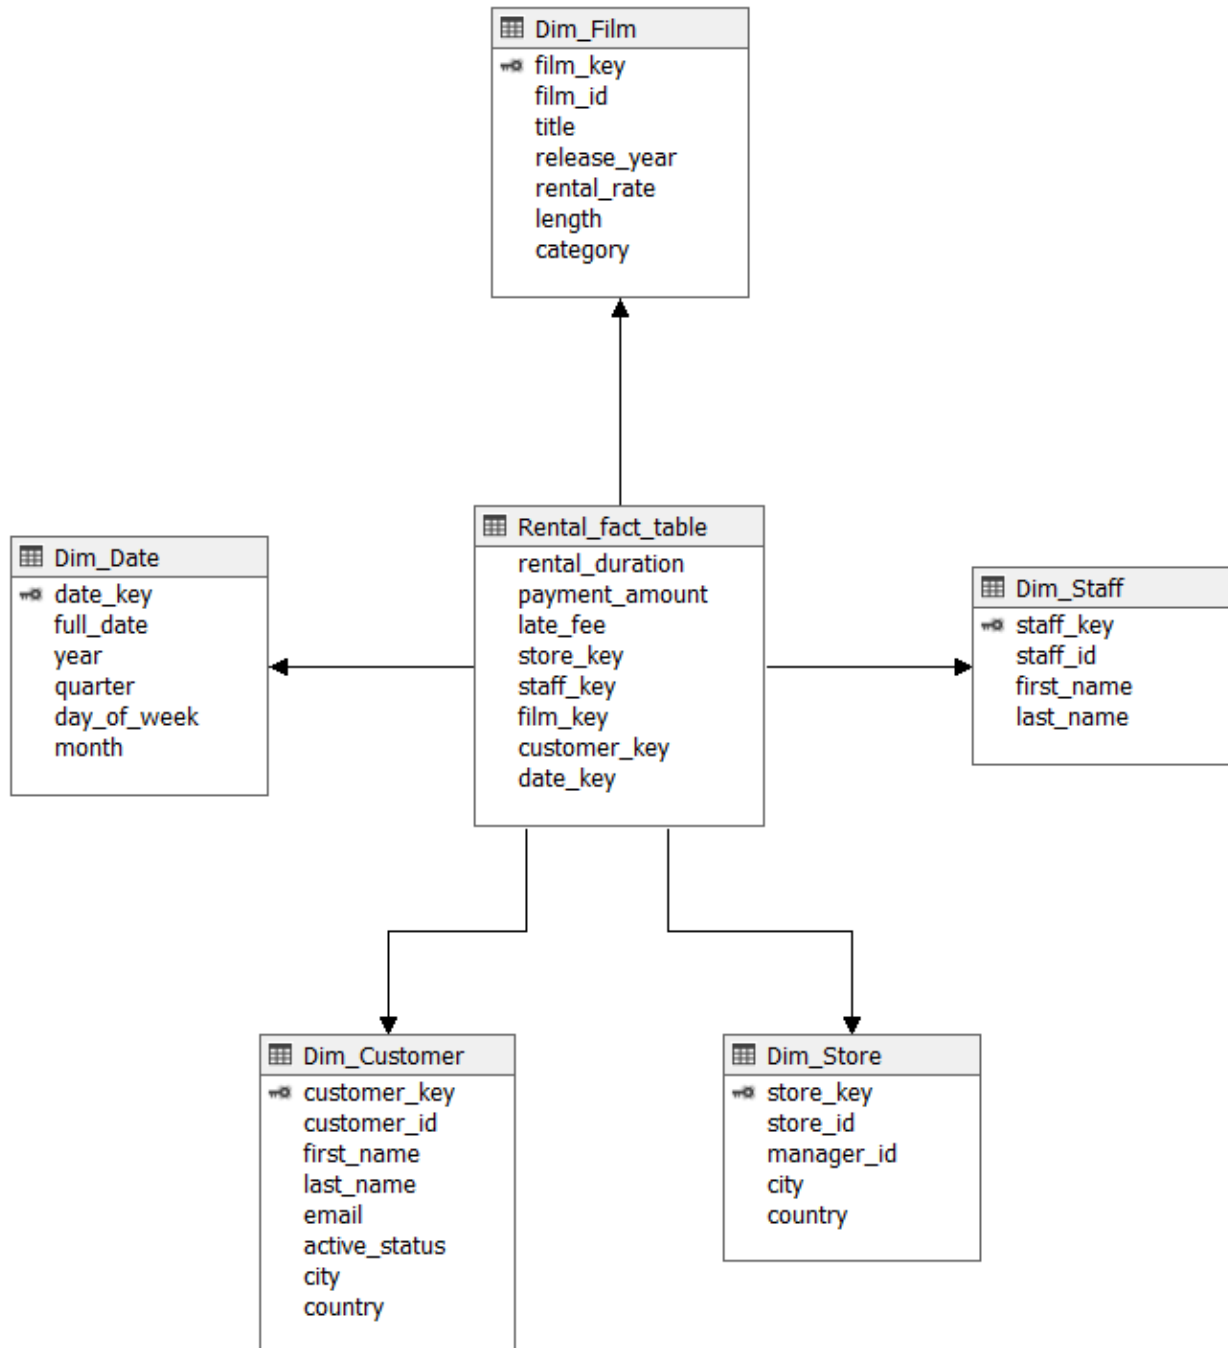 Dim_Film
film_key
film_id
title
release_year
rental_rate
length
category
Rental_fact_table
rental_duration
payment_amount
late_fee
store_key
staff_key
film_key
customer_key
date_key
Dim_Date
date_key
full_date
year
quarter
day_of_week
month
Dim_Staff
staff_key
staff_id
first_name
last_name
Dim_Customer
customer_key
customer_id
first_name
last_name
email
active_status
city
country
Dim_Store
store_key
store_id
manager_id
city
country